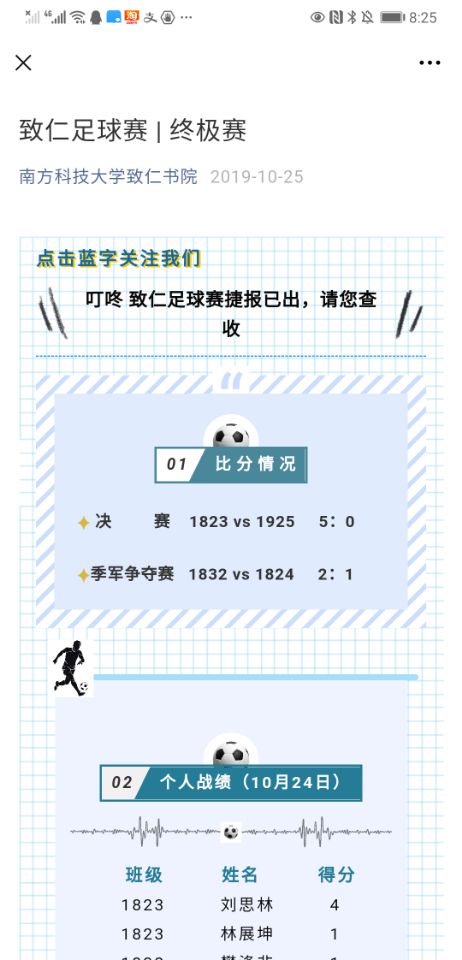 8:25
致仁足球赛 | 终极赛
南方科技大学致仁书院 2019-10-25
点击蓝字关注我们
叮咚 致仁足球赛捷报已出，请您查
收
01 比分情况
决 赛 1823 vs 1925 5：0
季军争夺赛 1832 vs 1824 2：1
02 个人战绩（10月24日）
班级 姓名 得分
1823 刘思林 4
1823 林展坤 1